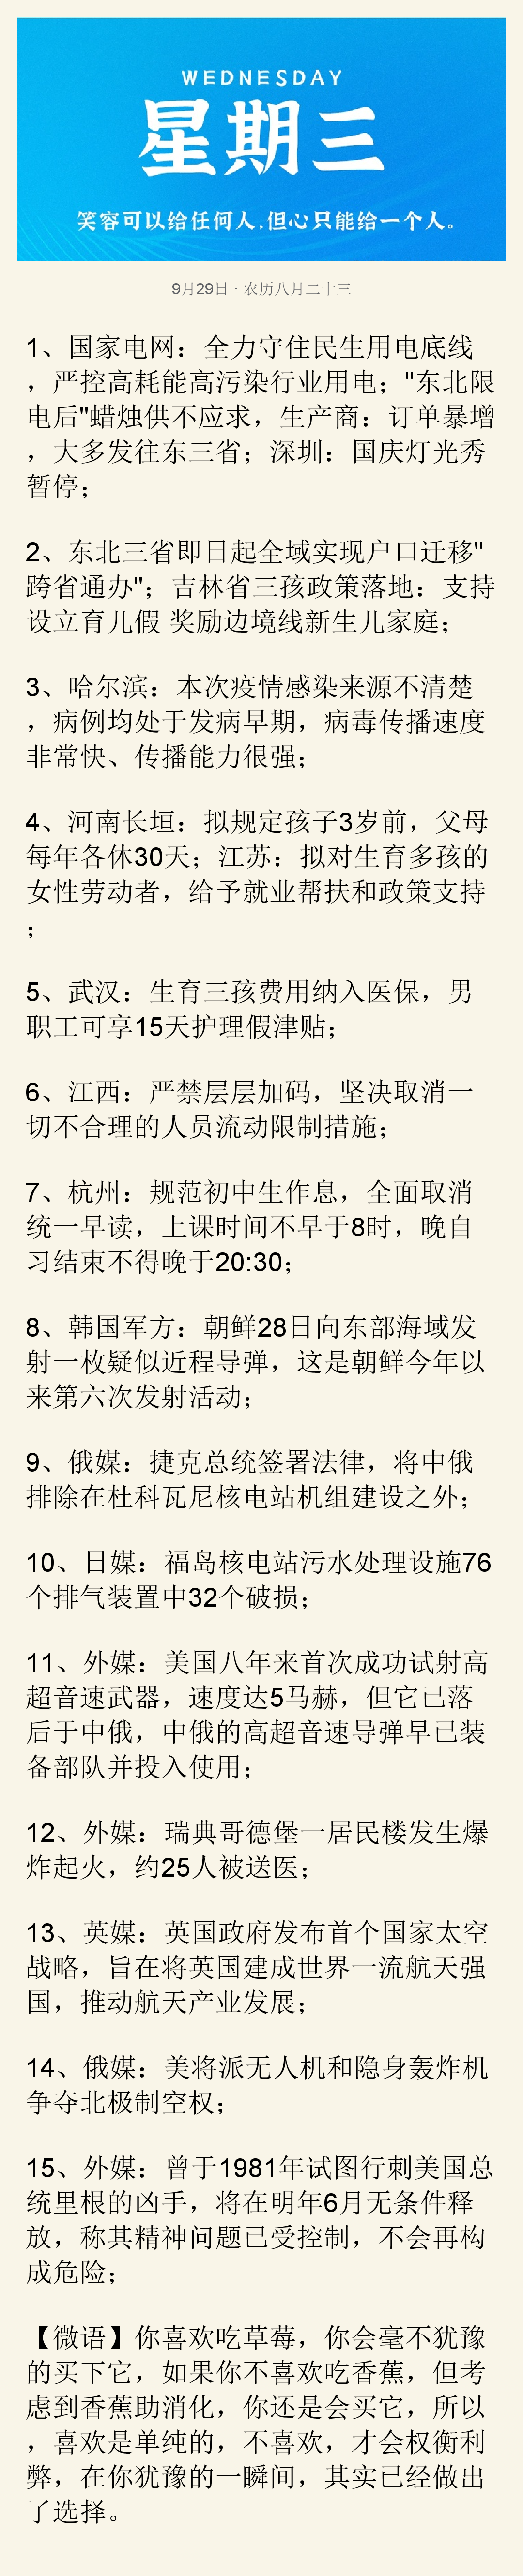 WEDNESDAY
星期三
笑容可以给任何人,但心只能给一个人。
9月29日 · 农历八月二十三
1、国家电网：全力守住民生用电底线
，严控高耗能高污染行业用电；"东北限
电后"蜡烛供不应求，生产商：订单暴增
，大多发往东三省；深圳：国庆灯光秀
暂停；
2、东北三省即日起全域实现户口迁移"
跨省通办"；吉林省三孩政策落地：支持
设立育儿假 奖励边境线新生儿家庭；
3、哈尔滨：本次疫情感染来源不清楚
，病例均处于发病早期，病毒传播速度
非常快、传播能力很强；
4、河南长垣：拟规定孩子3岁前，父母
每年各休30天；江苏：拟对生育多孩的
女性劳动者，给予就业帮扶和政策支持
；
5、武汉：生育三孩费用纳入医保，男
职工可享15天护理假津贴；
6、江西：严禁层层加码，坚决取消一
切不合理的人员流动限制措施；
7、杭州：规范初中生作息，全面取消
统一早读，上课时间不早于8时，晚自
习结束不得晚于20:30；
8、韩国军方：朝鲜28日向东部海域发
射一枚疑似近程导弹，这是朝鲜今年以
来第六次发射活动；
9、俄媒：捷克总统签署法律，将中俄
排除在杜科瓦尼核电站机组建设之外；
10、日媒：福岛核电站污水处理设施76
个排气装置中32个破损；
11、外媒：美国八年来首次成功试射高
超音速武器，速度达5马赫，但它已落
后于中俄，中俄的高超音速导弹早已装
备部队并投入使用；
12、外媒：瑞典哥德堡一居民楼发生爆
炸起火，约25人被送医；
13、英媒：英国政府发布首个国家太空
战略，旨在将英国建成世界一流航天强
国，推动航天产业发展；
14、俄媒：美将派无人机和隐身轰炸机
争夺北极制空权；
15、外媒：曾于1981年试图行刺美国总
统里根的凶手，将在明年6月无条件释
放，称其精神问题已受控制，不会再构
成危险；
【微语】你喜欢吃草莓，你会毫不犹豫
的买下它，如果你不喜欢吃香蕉，但考
虑到香蕉助消化，你还是会买它，所以
，喜欢是单纯的，不喜欢，才会权衡利
弊，在你犹豫的一瞬间，其实已经做出
了选择。